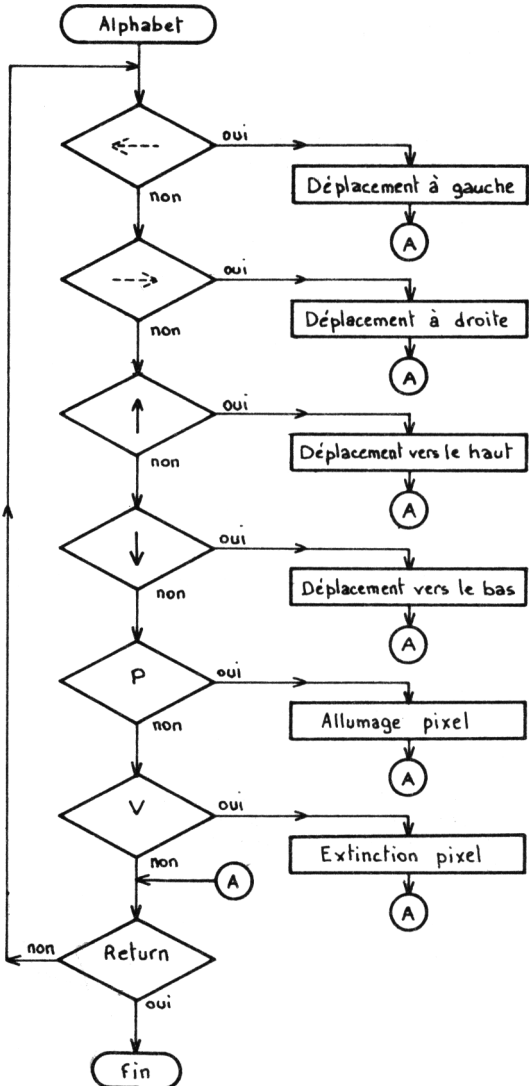 Alphabet
oui
non
Déplacement à gauche
A
oui
non
Déplacement à droite
A
oui
non
Déplacement vers le haut
A
oui
non
Déplacement vers le bas
A
P
oui
non
Allumage pixel
A
V
oui
non
Extinction pixel
A
A
Return
non
oui
Fin